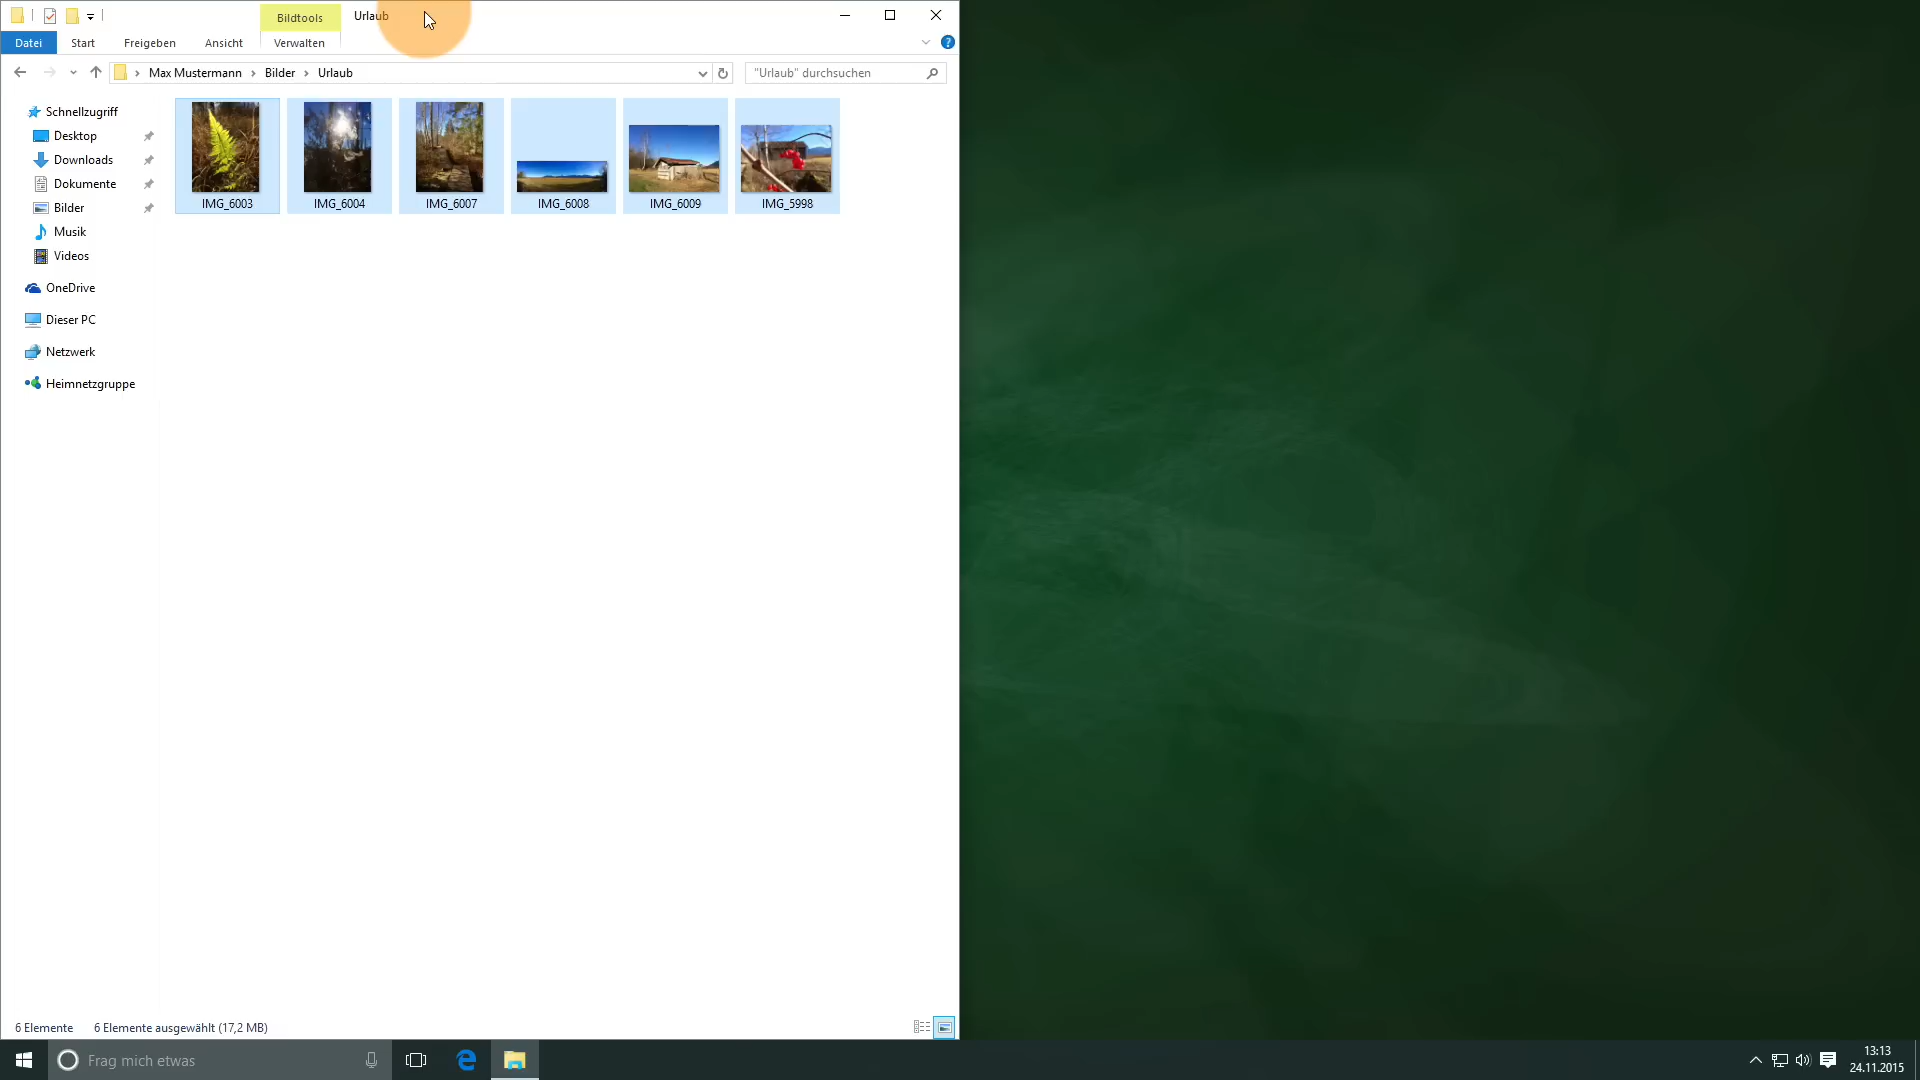 Bildtools Urlaub
Datei Start Freigeben Ansicht Verwalten
Max Mustermann Bilder Urlaub "Urlaub" durchsuchen
Schnellzugriff
Desktop
Downloads
Dokumente
Bilder
Musik
Videos
OneDrive
Dieser PC
Netzwerk
Heimnetzgruppe
IMG_6003 IMG_6004 IMG_6007 IMG_6008 IMG_6009 IMG_5998
6 Elemente 6 Elemente ausgewählt (17,2 MB)
Frag mich etwas
13:13
24.11.2015